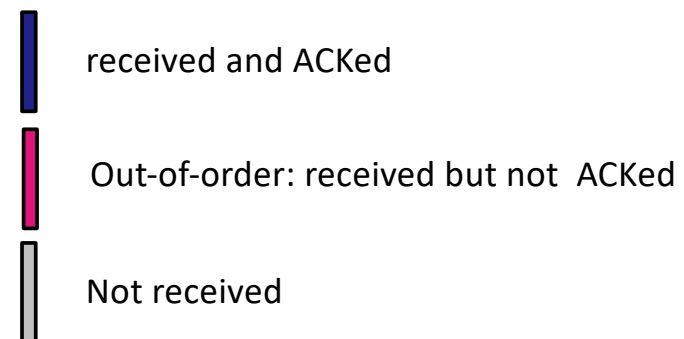 received and ACKed
Out-of-order: received but not ACKed
Not received